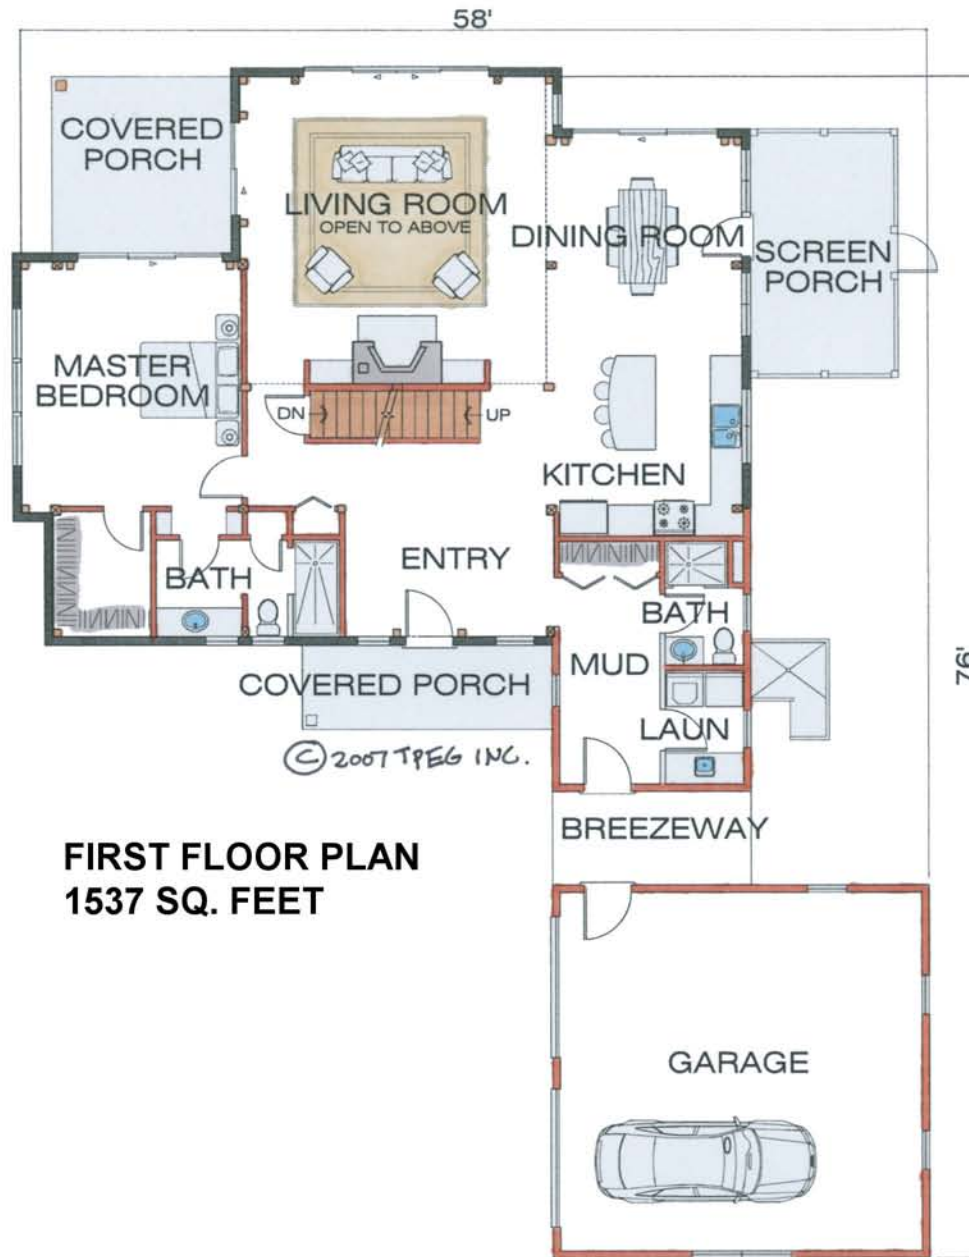 58'
COVERED
PORCH
LIVING ROOM
OPEN TO ABOVE
DINING ROOM
SCREEN
PORCH
MASTER
BEDROOM
DN
UP
KITCHEN
ENTRY
BATH
BATH
MUD
76'
COVERED PORCH
LAUN
© 2007 TPEG INC.
BREEZEWAY
FIRST FLOOR PLAN
1537 SQ. FEET
GARAGE